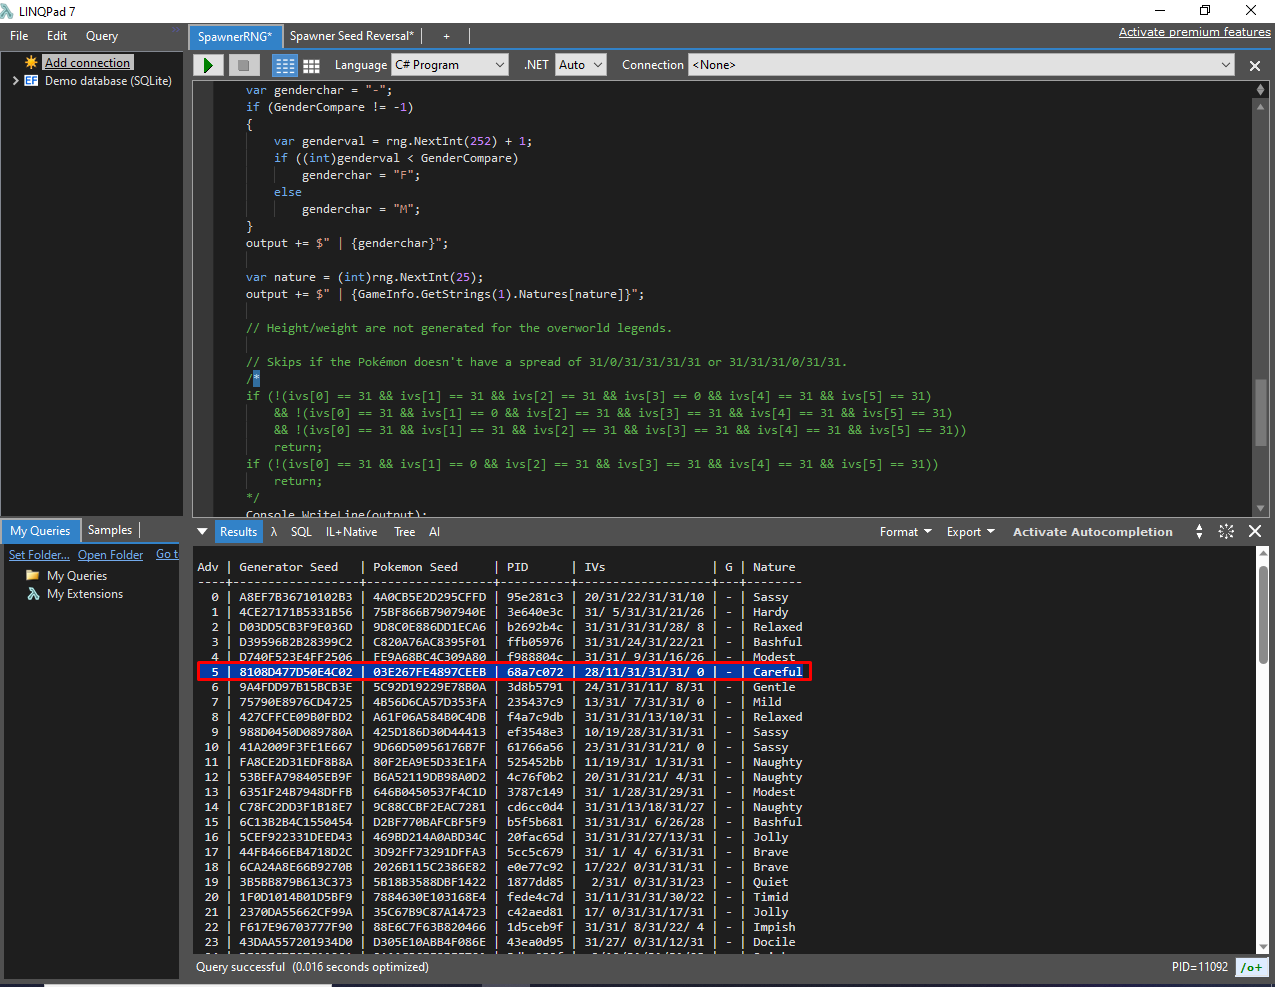 LINQPad 7
File Edit Query
SpawnerRNG* Spawner Seed Reversal* +
Activate premium features
Add connection
EF Demo database (SQLite)
Language C# Program .NET Auto Connection <None>
var genderchar = "-";
if (GenderCompare != -1)
{
var genderval = rng.NextInt(252) + 1;
if ((int)genderval < GenderCompare)
genderchar = "F";
else
genderchar = "M";
}
output += $" | {genderchar}";
var nature = (int)rng.NextInt(25);
output += $" | {GameInfo.GetStrings(1).Natures[nature]}";
// Height/weight are not generated for the overworld legends.
// Skips if the Pokémon doesn't have a spread of 31/0/31/31/31/31 or 31/31/31/0/31/31.
/*
if (!(ivs[0] == 31 && ivs[1] == 31 && ivs[2] == 31 && ivs[3] == 0 && ivs[4] == 31 && ivs[5] == 31)
&& !(ivs[0] == 31 && ivs[1] == 0 && ivs[2] == 31 && ivs[3] == 31 && ivs[4] == 31 && ivs[5] == 31)
&& !(ivs[0] == 31 && ivs[1] == 31 && ivs[2] == 31 && ivs[3] == 31 && ivs[4] == 31 && ivs[5] == 31))
return;
if (!(ivs[0] == 31 && ivs[1] == 0 && ivs[2] == 31 && ivs[3] == 31 && ivs[4] == 31 && ivs[5] == 31))
return;
*/
Console.WriteLine(output);
My Queries Samples
Set Folder... Open Folder Go t
My Queries
My Extensions
Results λ SQL IL+Native Tree AI
Format Export Activate Autocompletion
Adv | Generator Seed | Pokemon Seed | PID | IVs | G | Nature
----+------------------+------------------+----------+-------------------+---+--------
0 | A8EF7B36710102B3 | 4A0CB5E2D295CFFD | 95e281c3 | 20/31/22/31/31/10 | - | Sassy
1 | 4CE27171B5331B56 | 75BF866B7907940E | 3e640e3c | 31/ 5/31/31/21/26 | - | Hardy
2 | D03DD5CB3F9E036D | 9D8C0E886DD1ECA6 | b2692b4c | 31/31/31/31/28/ 8 | - | Relaxed
3 | D39596B2B28399C2 | C820A76AC8395F01 | ffb05976 | 31/31/24/31/22/21 | - | Bashful
4 | D740F523E4FF2506 | FE9A68BC4C309A80 | f988804c | 31/31/ 9/31/16/26 | - | Modest
5 | 8108D477D50E4C02 | 03E267FE4897CEEB | 68a7c072 | 28/11/31/31/31/ 0 | - | Careful
6 | 9A4FDD97B15BCB3E | 5C92D19229E78B0A | 3d8b5791 | 24/31/31/11/ 8/31 | - | Gentle
7 | 75790E8976CD4725 | 4B56D6CA57D353FA | 235437c9 | 13/31/ 7/31/31/ 0 | - | Mild
8 | 427CFFCE09B0FBD2 | A61F06A584B0C4DB | f4a7c9db | 31/31/31/13/10/31 | - | Relaxed
9 | 988D0450D089780A | 425D186D30D44413 | ef3548e3 | 10/19/28/31/31/31 | - | Sassy
10 | 41A2009F3FE1E667 | 9D66D50956176B7F | 61766a56 | 23/31/31/31/21/ 0 | - | Sassy
11 | FA8CE2D31EDF8B8A | 80F2EA9E5D33E1FA | 525452bb | 11/19/31/ 1/31/31 | - | Naughty
12 | 53BEFA798405EB9F | B6A52119DB98A0D2 | 4c76f0b2 | 20/31/31/21/ 4/31 | - | Naughty
13 | 6351F24B7948DFFB | 646B0450537F4C1D | 3787c149 | 31/ 1/28/31/29/31 | - | Modest
14 | C78FC2DD3F1B18E7 | 9C88CCBF2EAC7281 | cd6cc0d4 | 31/31/13/18/31/27 | - | Naughty
15 | 6C13B2B4C1550454 | D2BF770BAFCBF5F9 | b5f5b681 | 31/31/31/ 6/26/28 | - | Bashful
16 | 5CEF922331DEED43 | 469BD214A0ABD34C | 20fac65d | 31/31/31/27/13/31 | - | Jolly
17 | 44FB466EB4718D2C | 3D92FF73291DFFA3 | 5cc5c679 | 31/ 1/ 4/ 6/31/31 | - | Brave
18 | 6CA24A8E66B9270B | 2026B115C2386E82 | e0e77c92 | 17/22/ 0/31/31/31 | - | Brave
19 | 3B5BB879B613C373 | 5B18B3588DBF1422 | 1877dd85 | 2/31/ 0/31/31/23 | - | Quiet
20 | 1F0D1014B01D5BF9 | 7884630E103168E4 | fede4c7d | 31/11/31/31/30/22 | - | Timid
21 | 2370DA55662CF99A | 35C67B9C87A14723 | c42aed81 | 17/ 0/31/31/17/31 | - | Jolly
22 | F617E96703777F90 | 88E6C7F63B820466 | 1d5ceb9f | 31/31/ 8/31/22/ 4 | - | Impish
23 | 43DAA557201934D0 | D305E10ABB4F086E | 43ea0d95 | 31/27/ 0/31/12/31 | - | Docile
Query successful (0.016 seconds optimized)
PID=11092 /o+